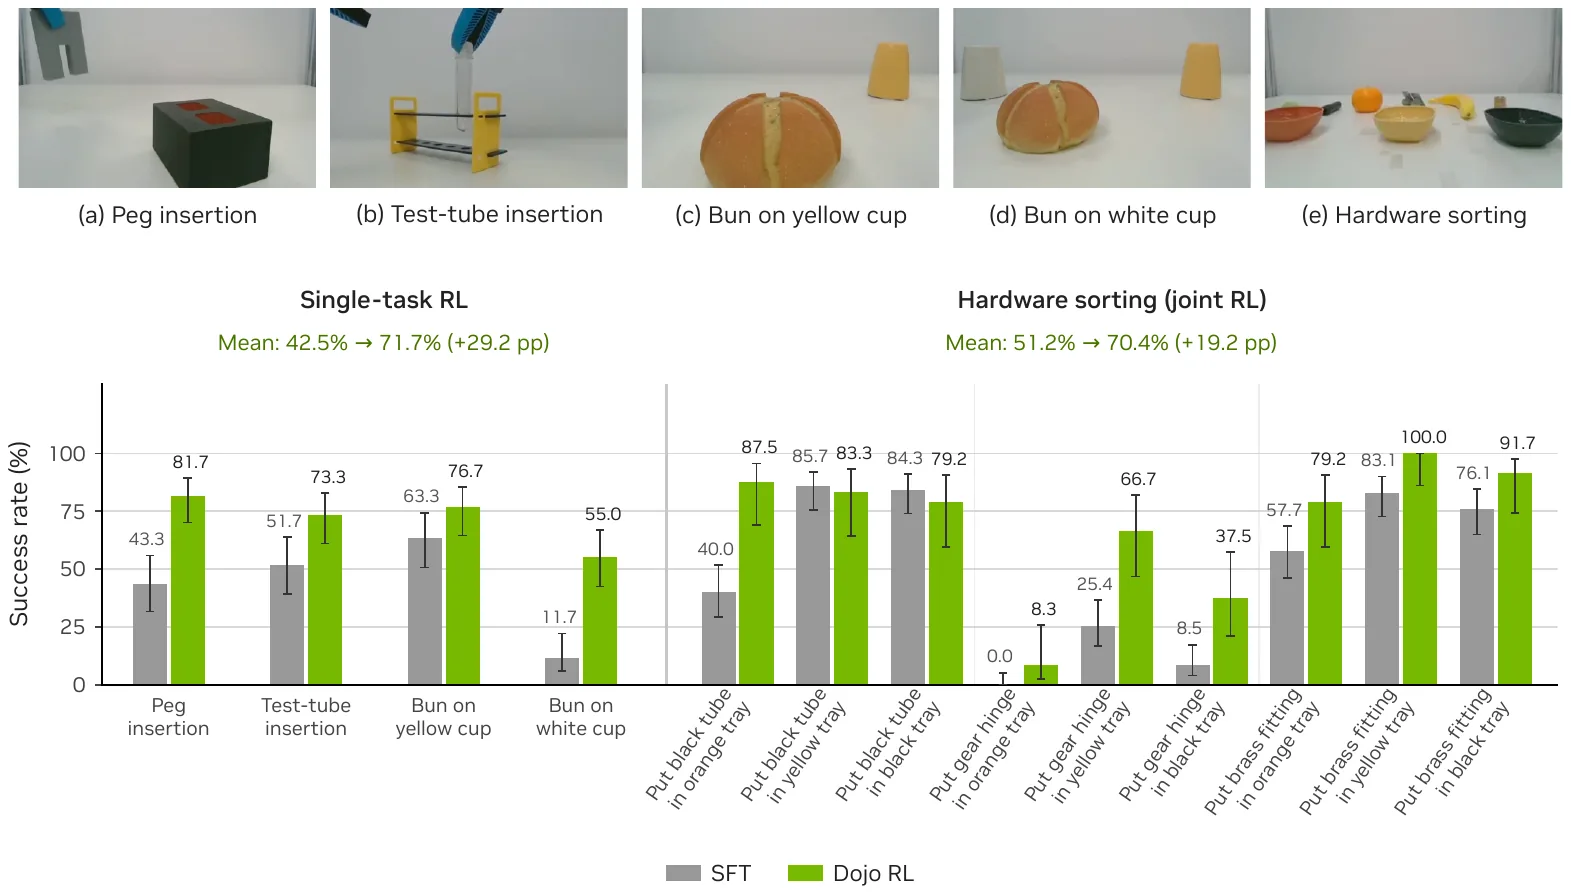 (a) Peg insertion
(b) Test-tube insertion
(c) Bun on yellow cup
(d) Bun on white cup
(e) Hardware sorting
Single-task RL
Mean: 42.5% → 71.7% (+29.2 pp)
Hardware sorting (joint RL)
Mean: 51.2% → 70.4% (+19.2 pp)
Success rate (%)
100
75
50
25
0
43.3
81.7
51.7
73.3
63.3
76.7
11.7
55.0
40.0
87.5
85.7
83.3
84.3
79.2
0.0
8.3
25.4
66.7
8.5
37.5
57.7
79.2
83.1
100.0
76.1
91.7
Peg
insertion
Test-tube
insertion
Bun on
yellow cup
Bun on
white cup
Put black tube
in orange tray
Put black tube
in yellow tray
Put black tube
in black tray
Put gear hinge
in orange tray
Put gear hinge
in yellow tray
Put gear hinge
in black tray
Put brass fitting
in orange tray
Put brass fitting
in yellow tray
Put brass fitting
in black tray
SFT
Dojo RL